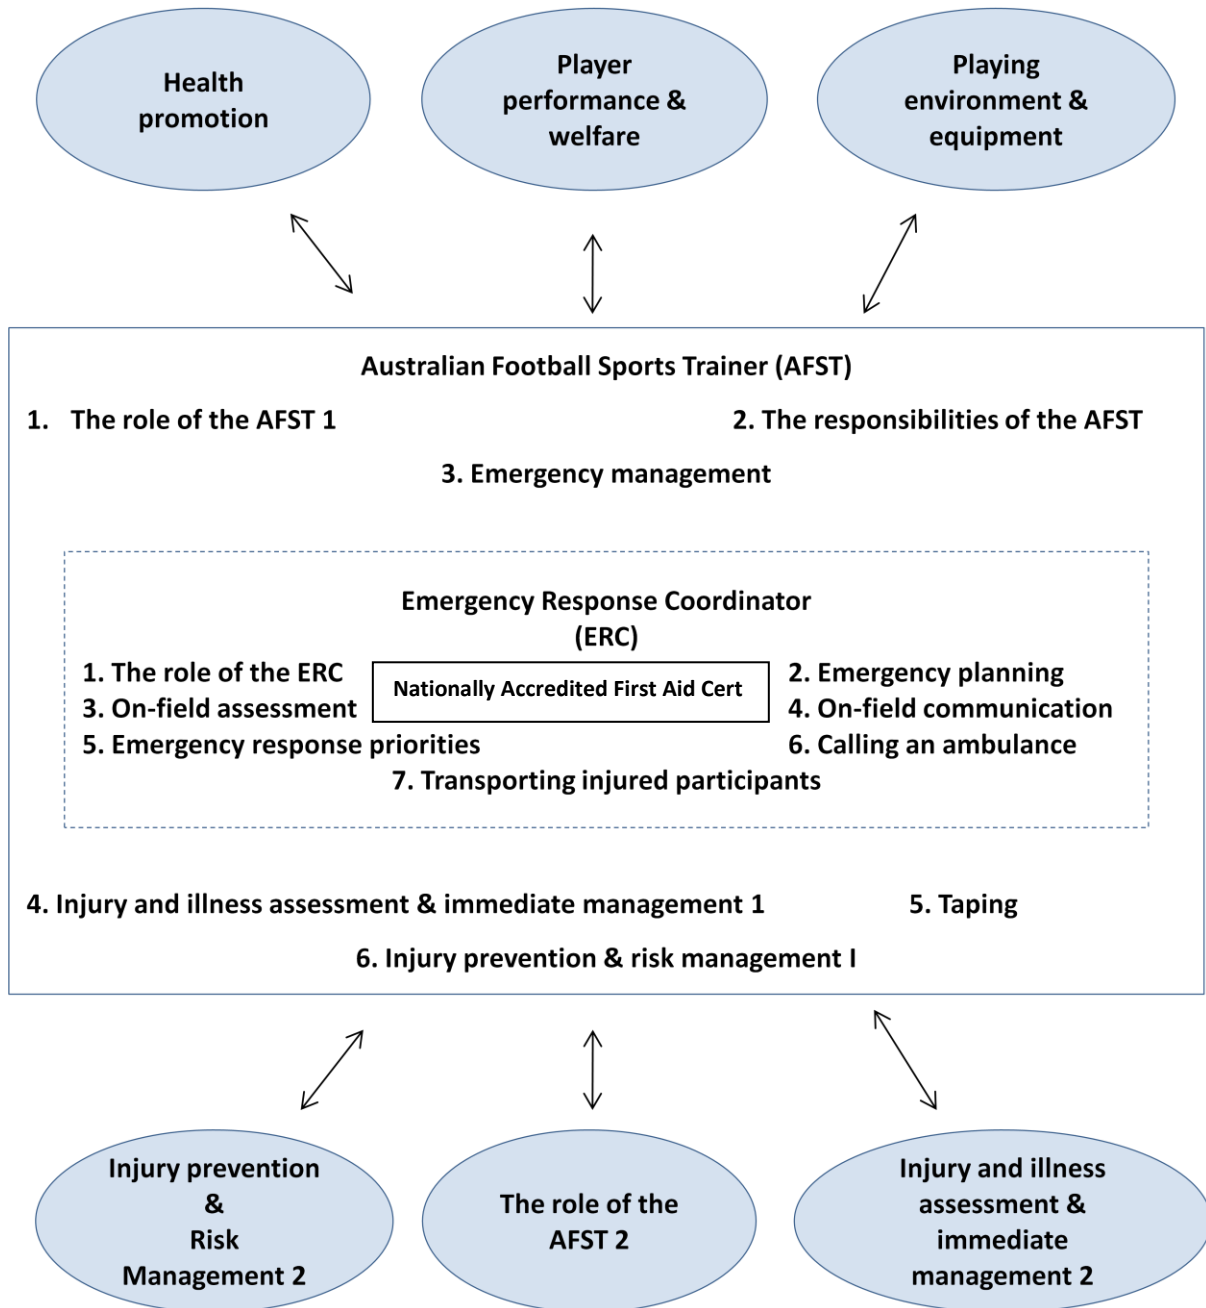 Health
promotion
Player
performance &
welfare
Playing
environment &
equipment
Australian Football Sports Trainer (AFST)
1. The role of the AFST 1
2. The responsibilities of the AFST
3. Emergency management
Emergency Response Coordinator
(ERC)
Nationally Accredited First Aid Cert
1. The role of the ERC
2. Emergency planning
3. On-field assessment
4. On-field communication
5. Emergency response priorities
6. Calling an ambulance
7. Transporting injured participants
4. Injury and illness assessment & immediate management 1
5. Taping
6. Injury prevention & risk management I
Injury prevention
&
Risk
Management 2
The role of the
AFST 2
Injury and illness
assessment &
immediate
management 2